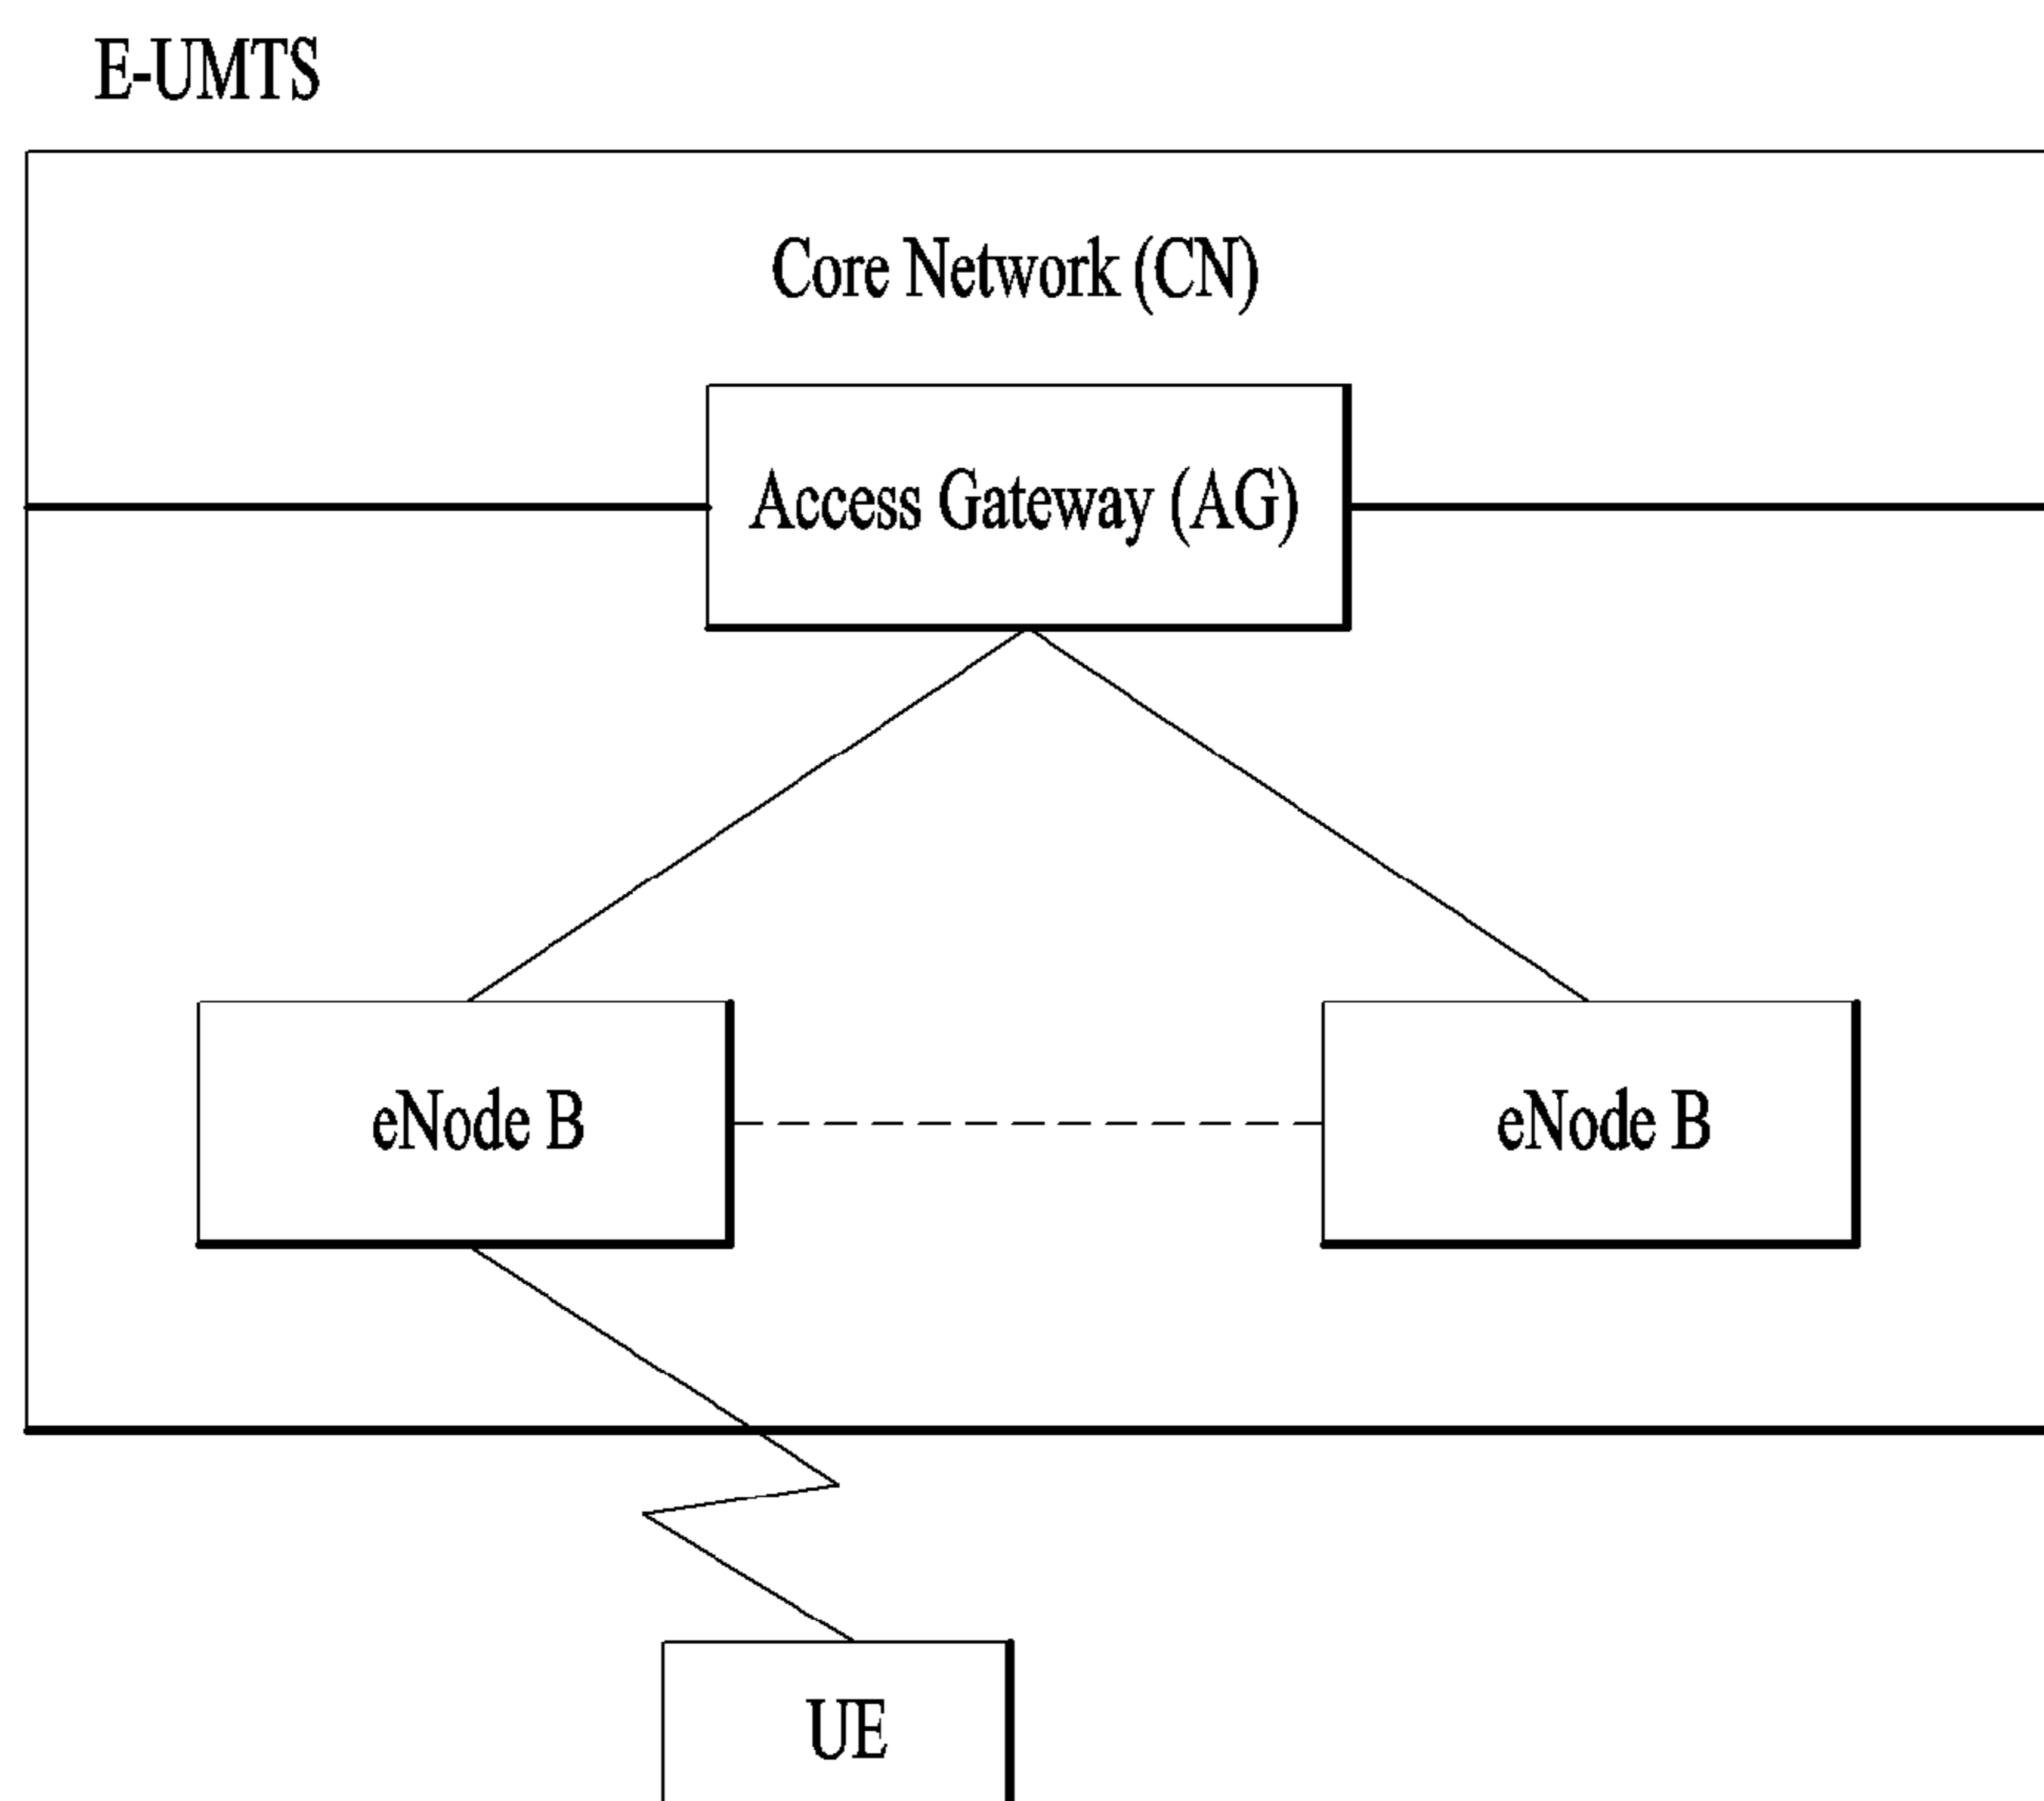 E-UMTS
Core Network (CN)
Access Gateway (AG)
eNode B
eNode B
UE